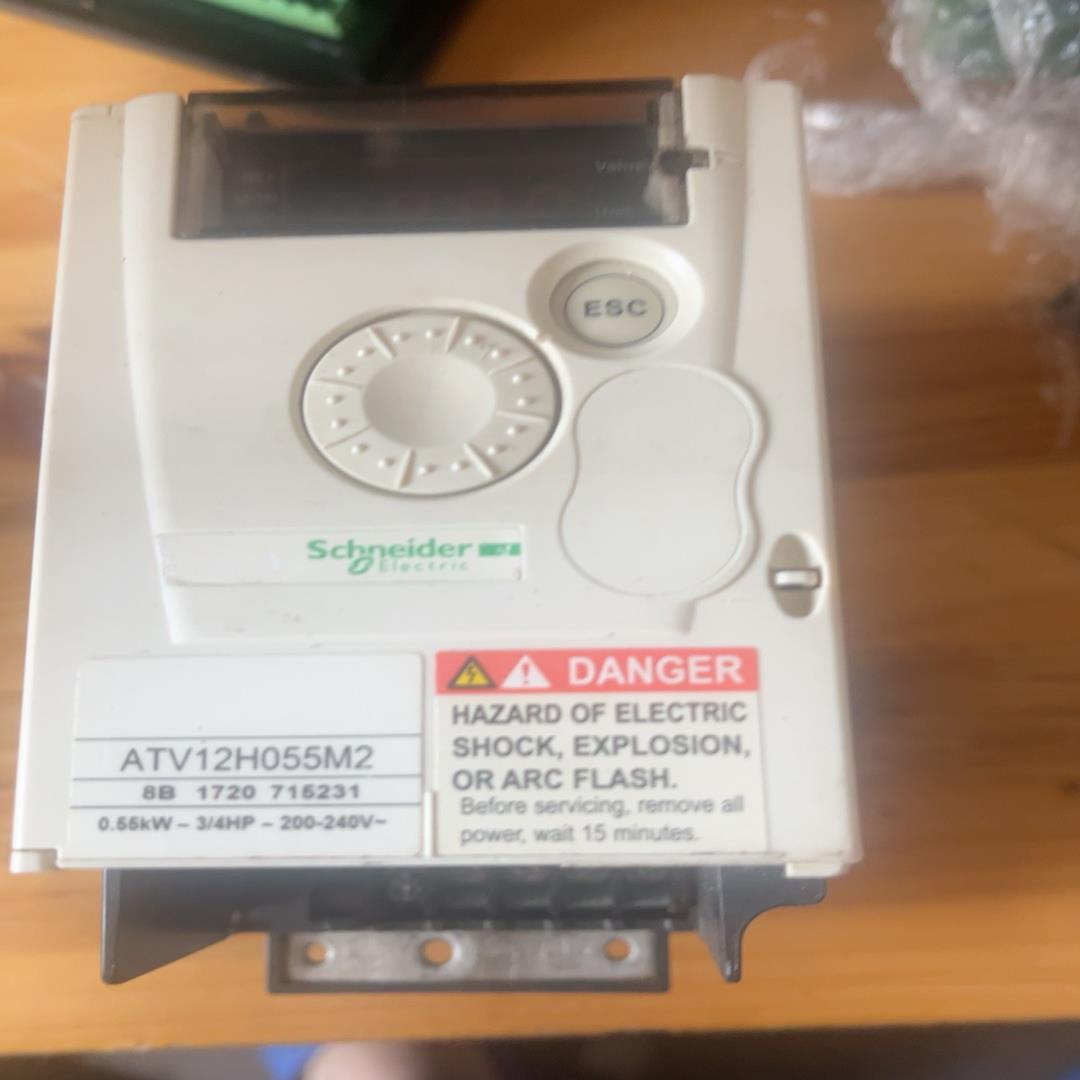 Value
ESC
Schneider
Electric
DANGER
HAZARD OF ELECTRIC
SHOCK, EXPLOSION,
OR ARC FLASH.
Before servicing, remove all
power, wait 15 minutes.
ATV12H055M2
8B 1720 715231
0.55kW – 3/4HP – 200-240V~